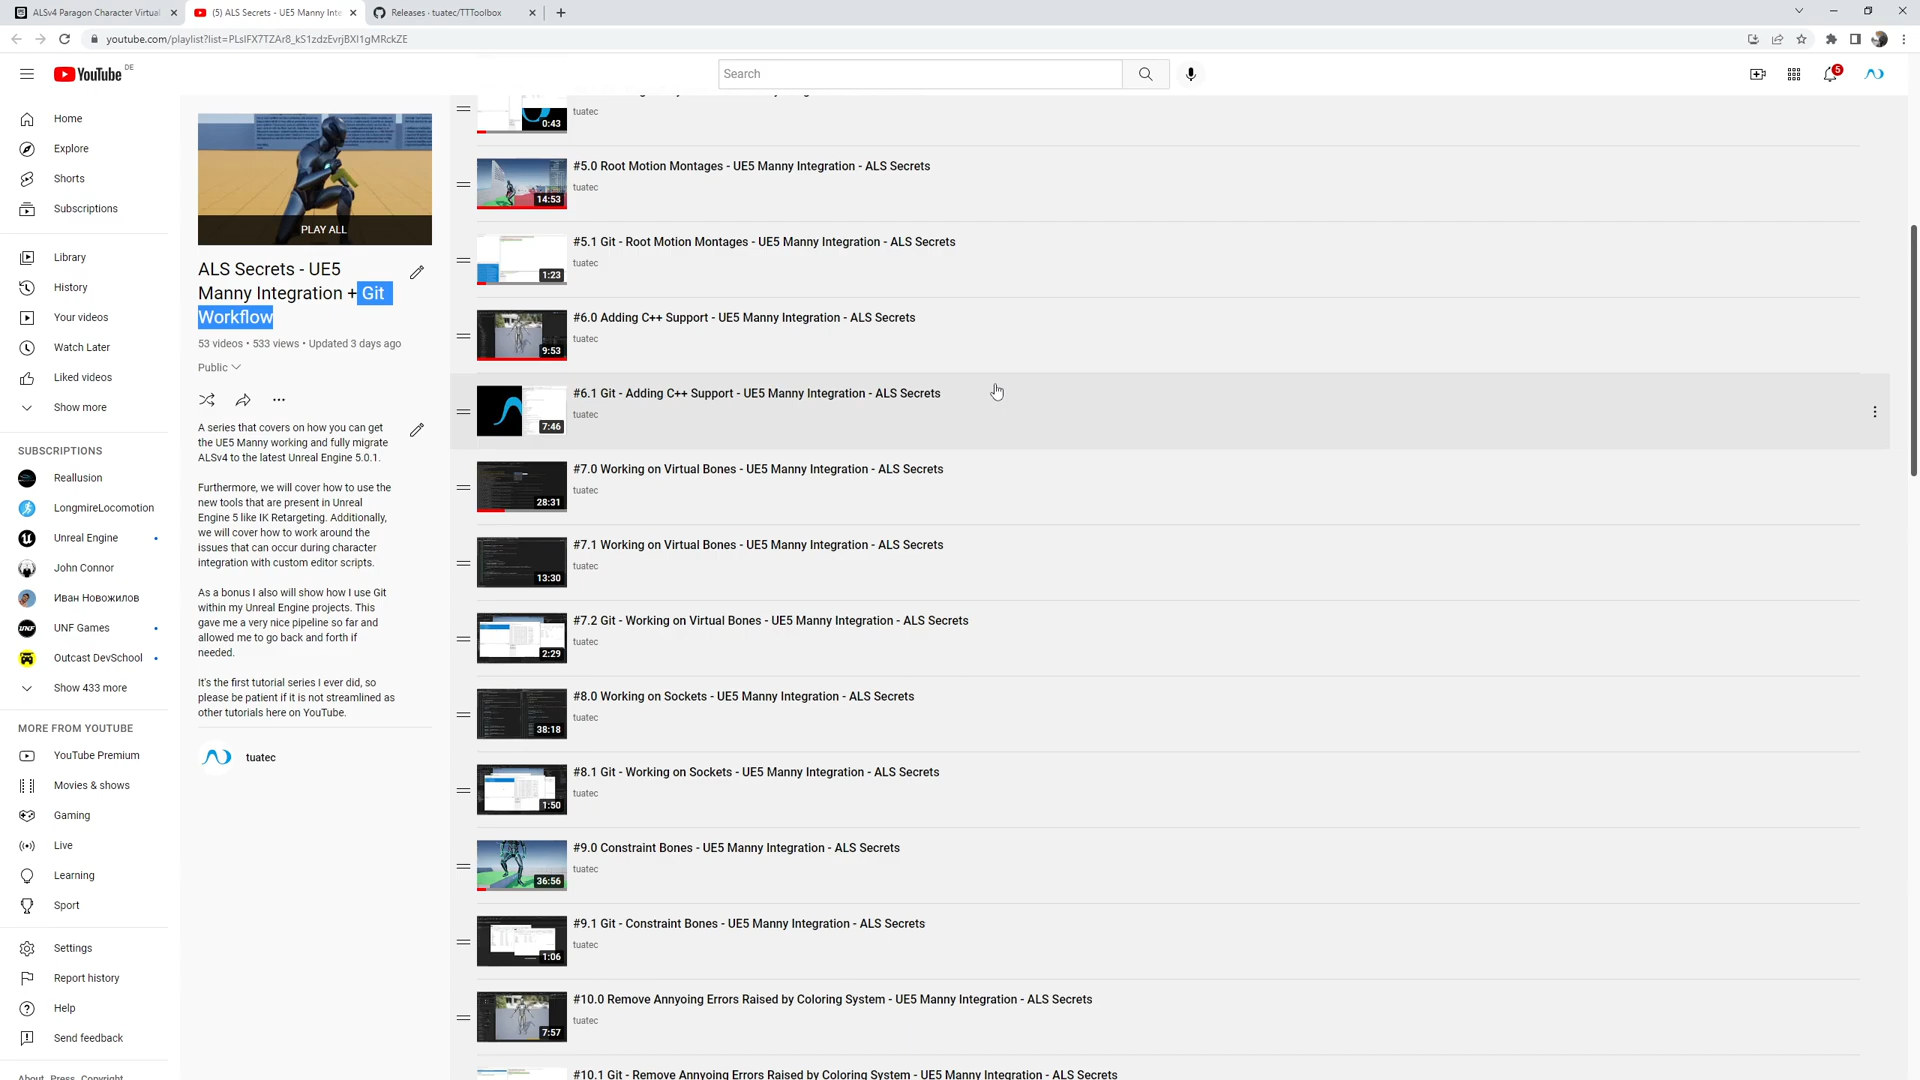 ALSv4 Paragon Character Virtual
(5) ALS Secrets - UE5 Manny Inte
Releases · tuatec/TTToolbox
youtube.com/playlist?list=PLsIFX7TZAr8_kS1zdzEvrjBXI1gMRckZE
YouTube DE
Search
5
Home
Explore
Shorts
Subscriptions
Library
History
Your videos
Watch Later
Liked videos
Show more
SUBSCRIPTIONS
Reallusion
LongmireLocomotion
Unreal Engine
John Connor
Иван Новожилов
UNF Games
Outcast DevSchool
Show 433 more
MORE FROM YOUTUBE
YouTube Premium
Movies & shows
Gaming
Live
Learning
Sport
Settings
Report history
Help
Send feedback
About Press Copyright
PLAY ALL
ALS Secrets - UE5
Manny Integration + Git
Workflow
53 videos • 533 views • Updated 3 days ago
Public
A series that covers on how you can get
the UE5 Manny working and fully migrate
ALSv4 to the latest Unreal Engine 5.0.1.
Furthermore, we will cover how to use the
new tools that are present in Unreal
Engine 5 like IK Retargeting. Additionally,
we will cover how to work around the
issues that can occur during character
integration with custom editor scripts.
As a bonus I also will show how I use Git
within my Unreal Engine projects. This
gave me a very nice pipeline so far and
allowed me to go back and forth if
needed.
It's the first tutorial series I ever did, so
please be patient if it is not streamlined as
other tutorials here on YouTube.
tuatec
0:43
tuatec
14:53
#5.0 Root Motion Montages - UE5 Manny Integration - ALS Secrets
tuatec
1:23
#5.1 Git - Root Motion Montages - UE5 Manny Integration - ALS Secrets
tuatec
9:53
#6.0 Adding C++ Support - UE5 Manny Integration - ALS Secrets
tuatec
7:46
#6.1 Git - Adding C++ Support - UE5 Manny Integration - ALS Secrets
tuatec
28:31
#7.0 Working on Virtual Bones - UE5 Manny Integration - ALS Secrets
tuatec
13:30
#7.1 Working on Virtual Bones - UE5 Manny Integration - ALS Secrets
tuatec
2:29
#7.2 Git - Working on Virtual Bones - UE5 Manny Integration - ALS Secrets
tuatec
38:18
#8.0 Working on Sockets - UE5 Manny Integration - ALS Secrets
tuatec
1:50
#8.1 Git - Working on Sockets - UE5 Manny Integration - ALS Secrets
tuatec
36:56
#9.0 Constraint Bones - UE5 Manny Integration - ALS Secrets
tuatec
1:06
#9.1 Git - Constraint Bones - UE5 Manny Integration - ALS Secrets
tuatec
7:57
#10.0 Remove Annyoing Errors Raised by Coloring System - UE5 Manny Integration - ALS Secrets
tuatec
#10.1 Git - Remove Annyoing Errors Raised by Coloring System - UE5 Manny Integration - ALS Secrets